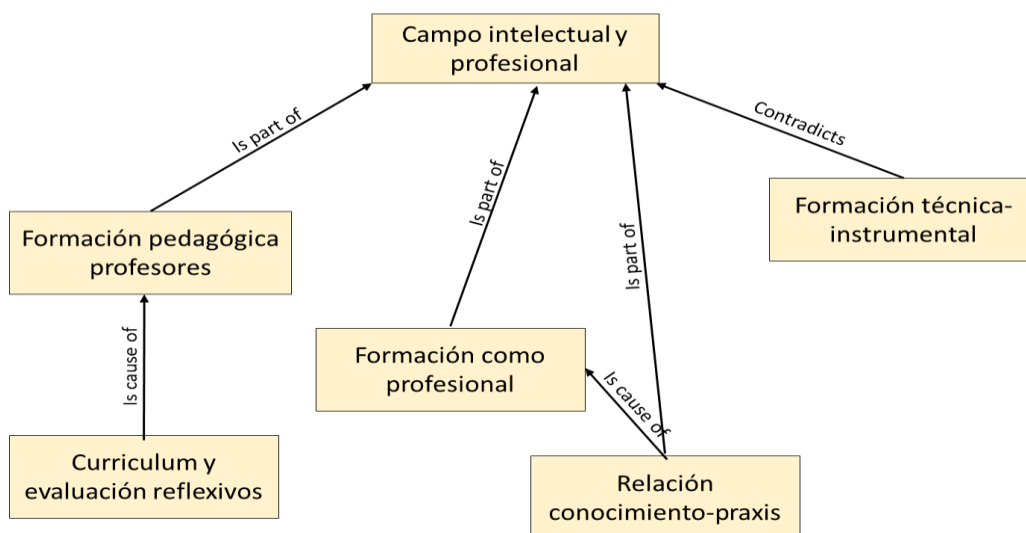 Campo intelectual y
profesional
Is part of
Contradicts
Is part of
Formación técnica-
instrumental
Formación pedagógica
profesores
Is part of
Is cause of
Formación como
profesional
Is cause of
Curriculum y
evaluación reflexivos
Relación
conocimiento-praxis